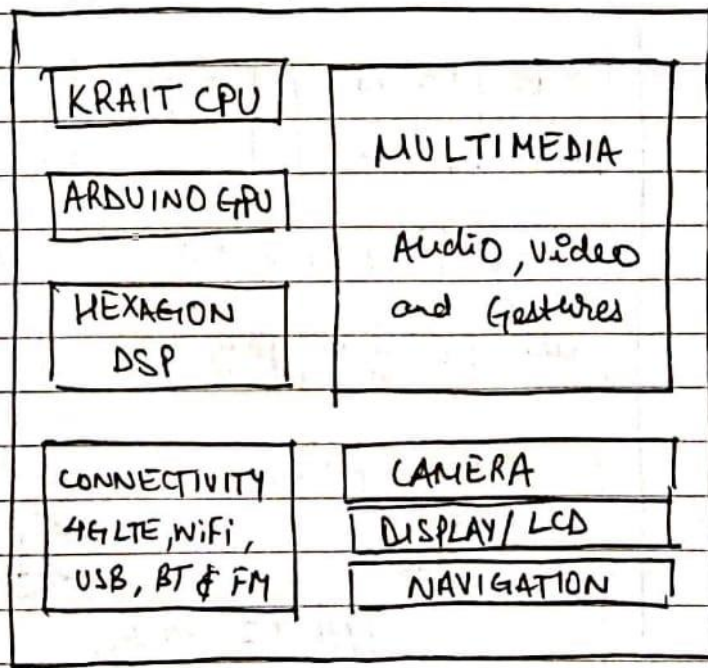 KRAIT CPU
ARDUINO GPU
HEXAGON
DSP
MULTIMEDIA
Audio, Video
and Gestures
CONNECTIVITY
4G LTE, WiFi,
USB, BT & FM
CAMERA
DISPLAY / LCD
NAVIGATION